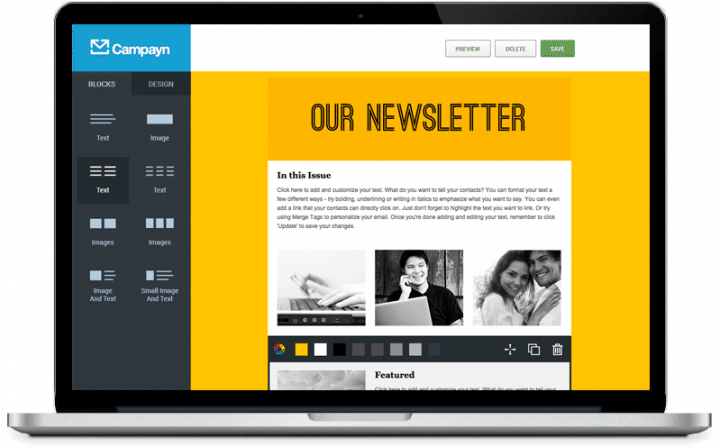 Campayn
PREVIEW
DELETE
SAVE
BLOCKS
DESIGN
Text
Image
Text
Text
Images
Images
Image
And Text
Small Image
And Text
OUR NEWSLETTER
In this Issue
Click here to add and customize your text. What do you want to tell your contacts? You can format your text a
few different ways - try bolding, underlining or writing in italics to emphasize what you want to say. You can even
add a link that your contacts can directly click on. Just don't forget to highlight the text you want to link. Or try
using Merge Tags to personalize your email. Once you're done adding and editing your text, remember to click
'Update' to save your changes.
Featured
Click here to add and customize your text. What do you want to tell your